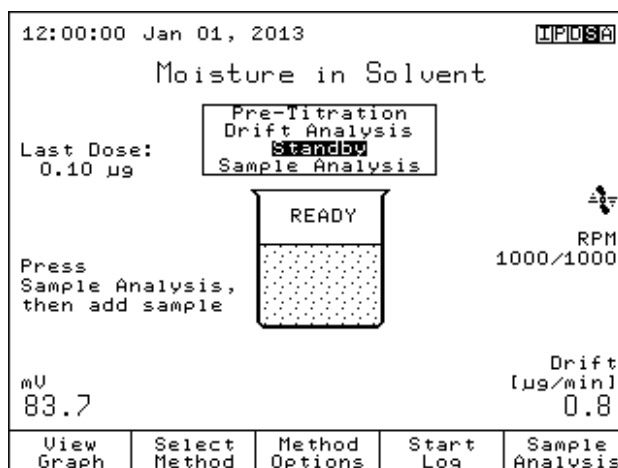 12:00:00 Jan 01, 2013 IPDSA
Moisture in Solvent
Pre-Titration
Drift Analysis
Standby
Sample Analysis
Last Dose:
0.10 µg
READY
RPM
1000/1000
Press
Sample Analysis,
then add sample
mV
83.7
Drift
[µg/min]
0.8
View Graph
Select Method
Method Options
Start Log
Sample Analysis